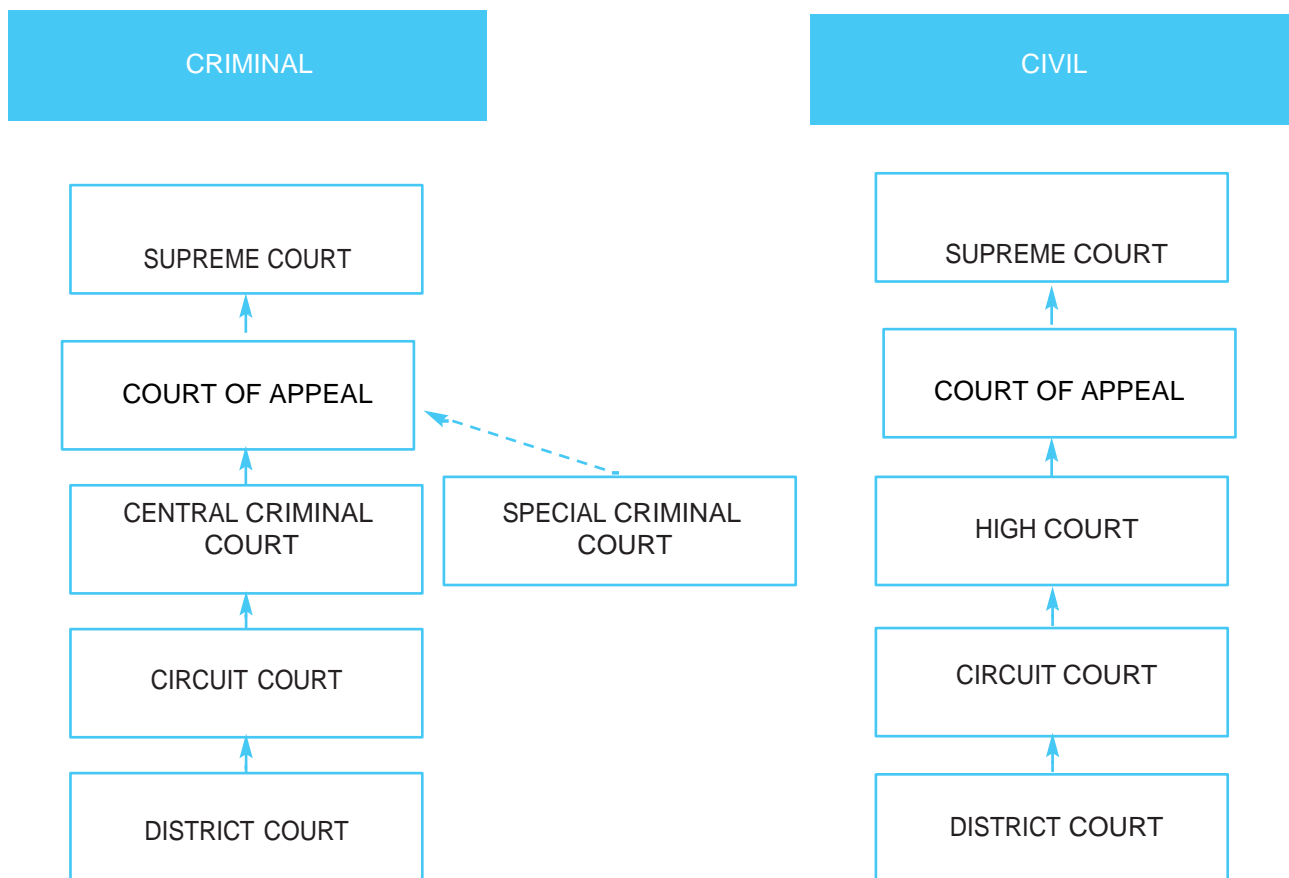 CRIMINAL
SUPREME COURT
COURT OF APPEAL
CENTRAL CRIMINAL
COURT
SPECIAL CRIMINAL
COURT
CIRCUIT COURT
DISTRICT COURT
CIVIL
SUPREME COURT
COURT OF APPEAL
HIGH COURT
CIRCUIT COURT
DISTRICT COURT